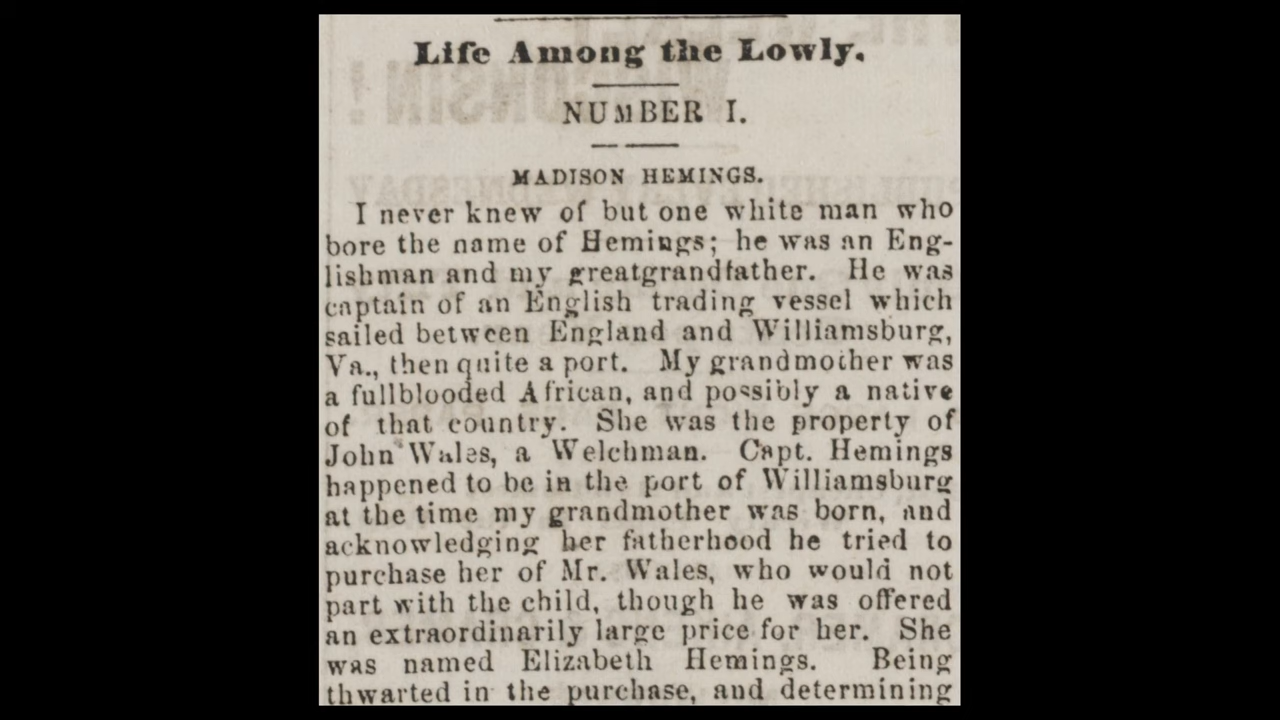 Life Among the Lowly.
NUMBER I.
MADISON HEMINGS.
I never knew of but one white man who
bore the name of Hemings; he was an Eng-
lishman and my greatgrandfather. He was
captain of an English trading vessel which
sailed between England and Williamsburg,
Va., then quite a port. My grandmother was
a fullblooded African, and possibly a native
of that country. She was the property of
John Wales, a Welchman. Capt. Hemings
happened to be in the port of Williamsburg
at the time my grandmother was born, and
acknowledging her fatherhood he tried to
purchase her of Mr. Wales, who would not
part with the child, though he was offered
an extraordinarily large price for her. She
was named Elizabeth Hemings. Being
thwarted in the purchase, and determining